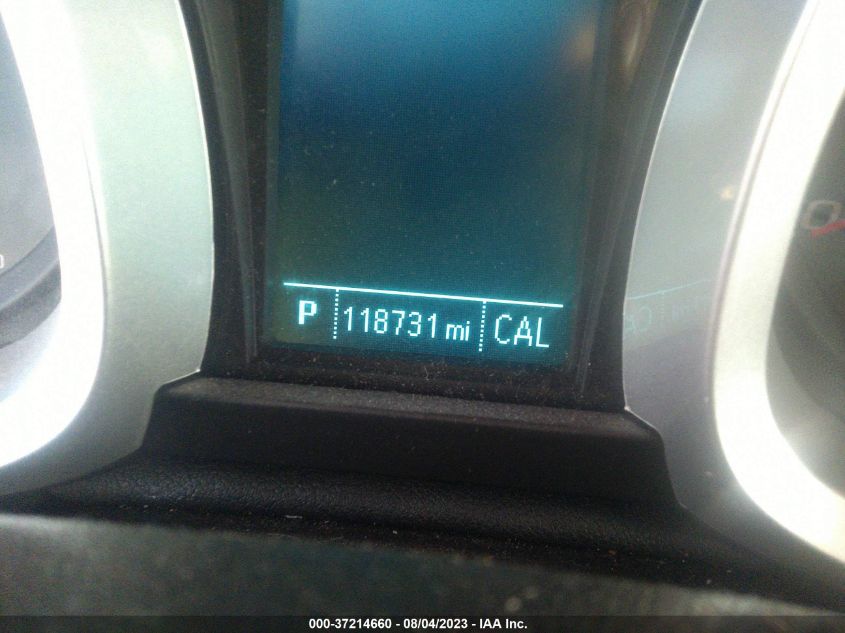 P 118731 mi CAL
000-37214660 - 08/04/2023 - IAA Inc.